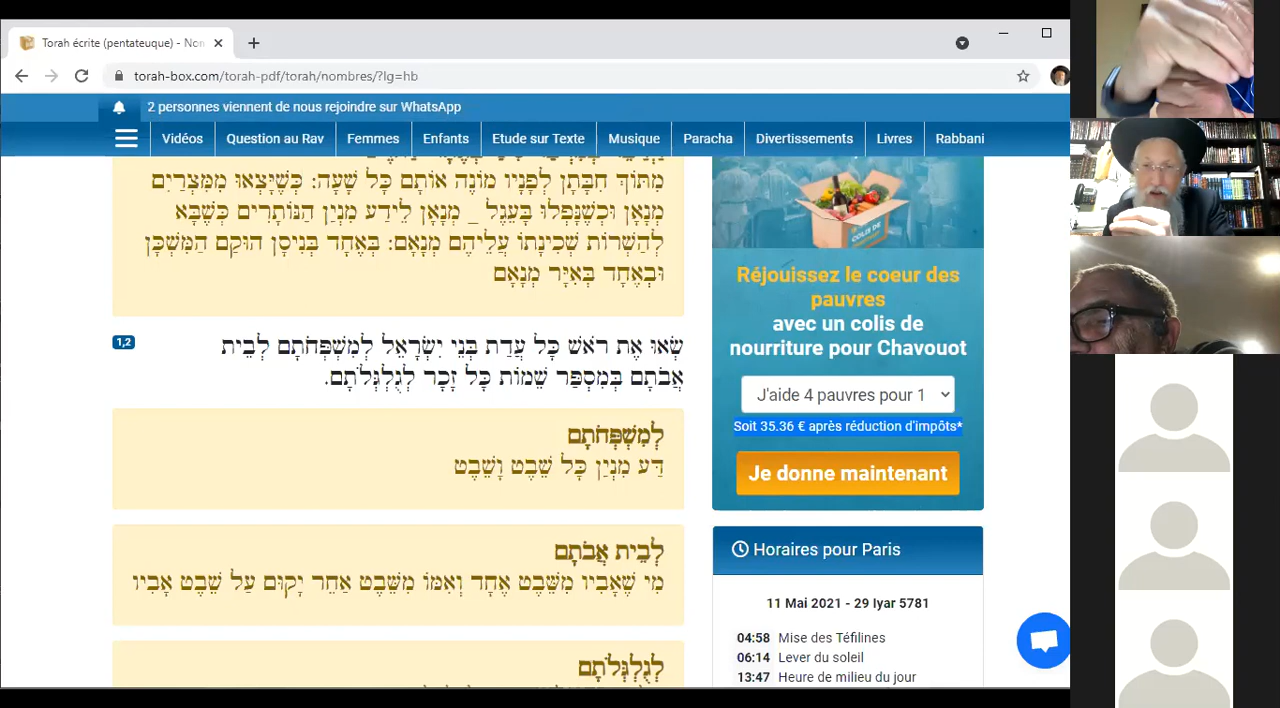 Torah écrite (pentateuque) - Non
torah-box.com/torah-pdf/torah/nombres/?lg=hb
2 personnes viennent de nous rejoindre sur WhatsApp
Vidéos Question au Rav Femmes Enfants Etude sur Texte Musique Paracha Divertissements Livres Rabbani
מִתּוֹךְ חִבָּתָן לְפָנָיו מוֹנֶה אוֹתָם כָּל שָׁעָה: כְּשֶׁיָּצְאוּ מִמִּצְרַיִם
מְנָאָן וּכְשֶׁנָּפְלוּ בָּעֵגֶל _ מְנָאָן לֵידַע מִנְיַן הַנּוֹתָרִים כְּשֶׁבָּא
לְהַשְׁרוֹת שְׁכִינָתוֹ עֲלֵיהֶם מְנָאָם: בְּאֶחָד בְּנִיסָן הוּקַם הַמִּשְׁכָּן
וּבְאֶחָד בְּאִיָּר מְנָאָם
1,2
שְׂאוּ אֶת רֹאשׁ כָּל עֲדַת בְּנֵי יִשְׂרָאֵל לְמִשְׁפְּחֹתָם לְבֵית
אֲבֹתָם בְּמִסְפַּר שֵׁמוֹת כָּל זָכָר לְגֻלְגְּלֹתָם.
לְמִשְׁפְּחֹתָם
דַּע מִנְיַן כָּל שֵׁבֶט וָשֵׁבֶט
לְבֵית אֲבֹתָם
מִי שֶׁאָבִיו מִשֵּׁבֶט אֶחָד וְאִמּוֹ מִשֵּׁבֶט אַחֵר יָקוּם עַל שֵׁבֶט אָבִיו
לְגֻלְגְּלֹתָם
COLIS DE
Réjouissez le coeur des
pauvres
avec un colis de
nourriture pour Chavouot
J'aide 4 pauvres pour 1
Soit 35.36 € après réduction d'impôts*
Je donne maintenant
Horaires pour Paris
11 Mai 2021 - 29 Iyar 5781
04:58 Mise des Téfilines
06:14 Lever du soleil
13:47 Heure de milieu du jour